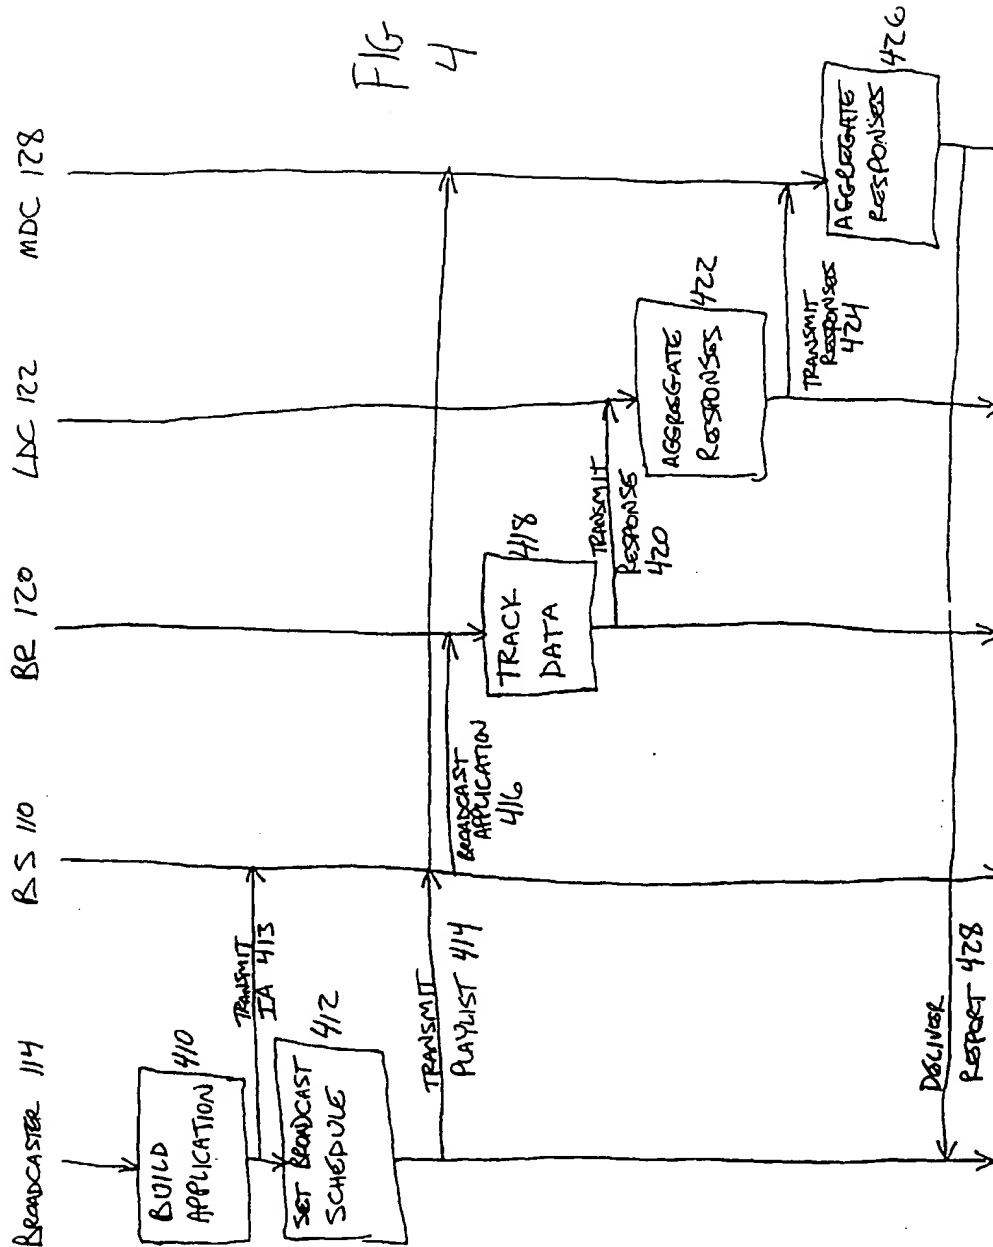 FIG
4
BROADCASTER 114
BS 110
BR 120
LDC 122
MDC 128
BUILD
APPLICATION
410
TRANSMIT
IA 413
SET BROADCAST
SCHEDULE
412
TRANSMIT
PLAYLIST 414
BROADCAST
APPLICATION
416
TRACK
DATA
418
TRANSMIT
RESPONSE
420
AGGREGATE
RESPONSES
422
TRANSMIT
RESPONSES
424
AGGREGATE
RESPONSES
426
DELIVER
REPORT 428